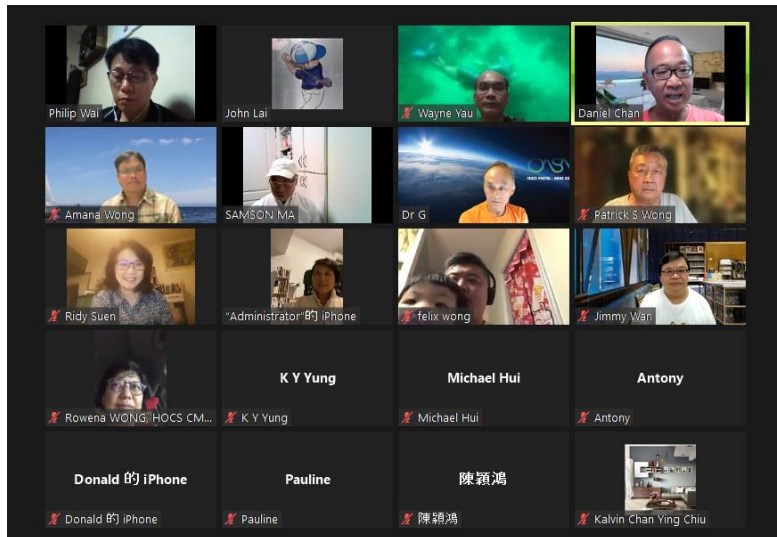 Philip Wai
John Lai
Wayne Yau
Daniel Chan
Amana Wong
SAMSON MA
Dr G
Patrick S Wong
Ridy Suen
"Administrator"的 iPhone
felix wong
Jimmy Wan
Rowena WONG, HOCS CM...
K Y Yung
K Y Yung
Michael Hui
Michael Hui
Antony
Antony
Donald 的 iPhone
Donald 的 iPhone
Pauline
Pauline
陳穎鴻
陳穎鴻
Kalvin Chan Ying Chiu